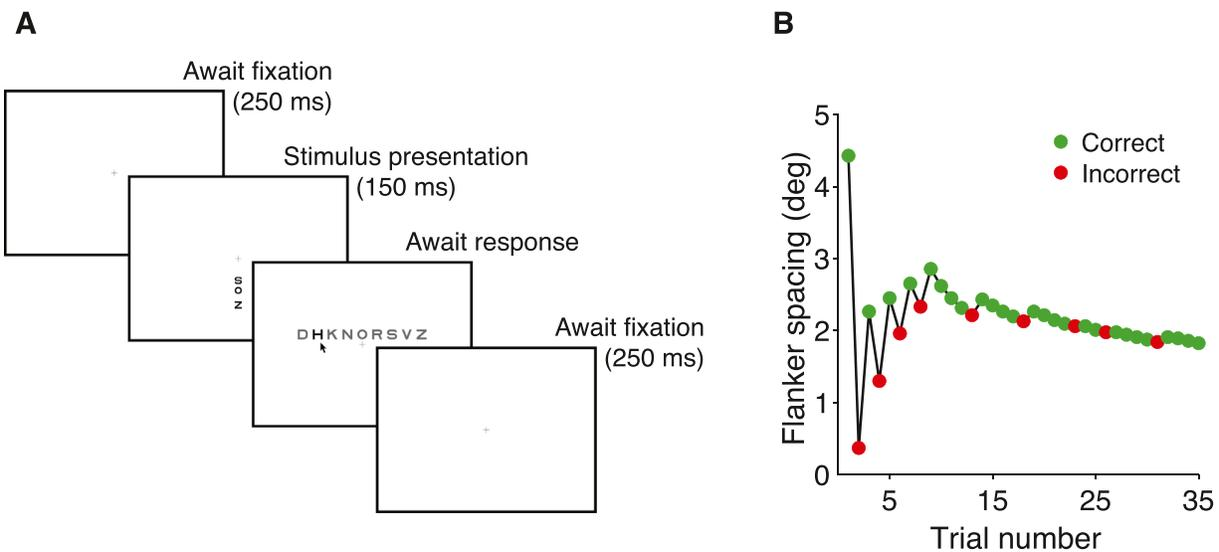 A
Await fixation
(250 ms)
Stimulus presentation
(150 ms)
S
O
Z
Await response
DHKNORSVZ
Await fixation
(250 ms)
B
5
4
3
2
1
0
Flanker spacing (deg)
Correct
Incorrect
5 15 25 35
Trial number